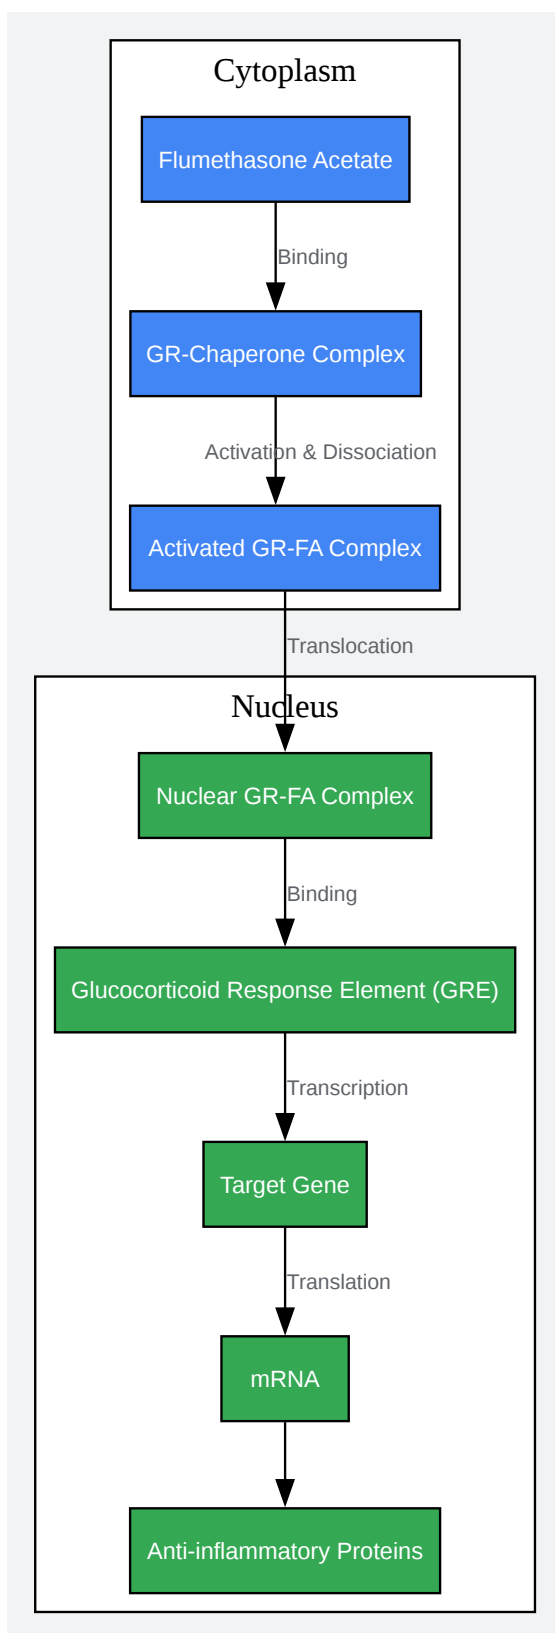 Cytoplasm
Flumethasone Acetate
Binding
GR-Chaperone Complex
Activation & Dissociation
Activated GR-FA Complex
Translocation
Nucleus
Nuclear GR-FA Complex
Binding
Glucocorticoid Response Element (GRE)
Transcription
Target Gene
Translation
mRNA
Anti-inflammatory Proteins